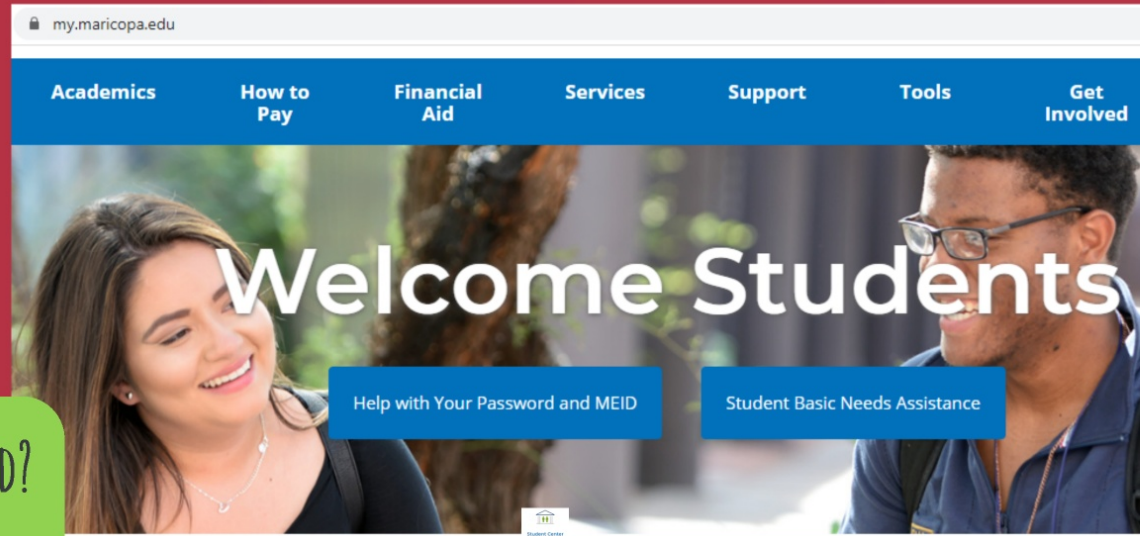 my.maricopa.edu
Academics
How to
Pay
Financial
Aid
Services
Support
Tools
Get
Involved
Welcome Students
Help with Your Password and MEID
Student Basic Needs Assistance
Student Center